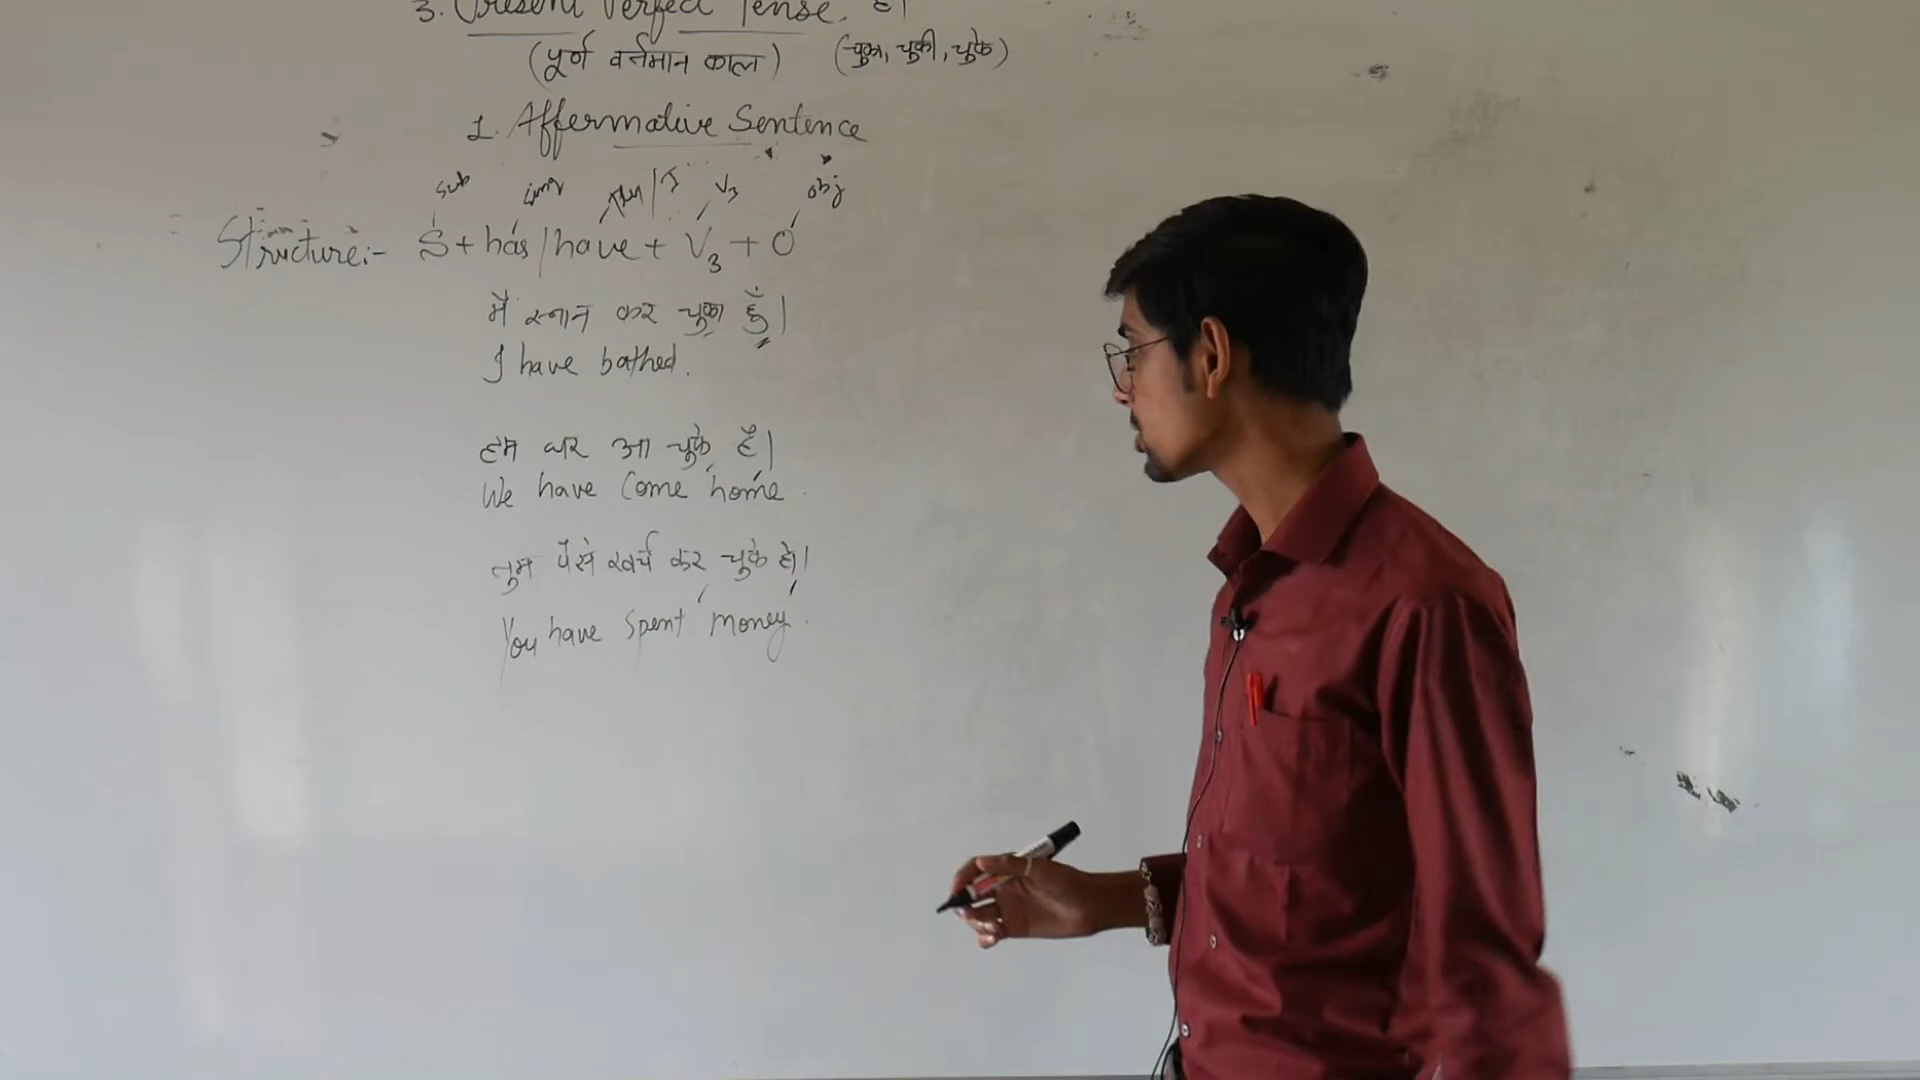 3. Present Perfect Tense. है।
(पूर्ण वर्तमान काल) (चुका, चुकी, चुके)
1. Affermative Sentence
Sub V3 obj
Structure:- S + has/have + V3 + O
मैं स्नान कर चुका हूँ।
I have bathed.
हम घर आ चुके हैं।
We have Come home.
तुम पैसे खर्च कर चुके हो।
You have spent money.